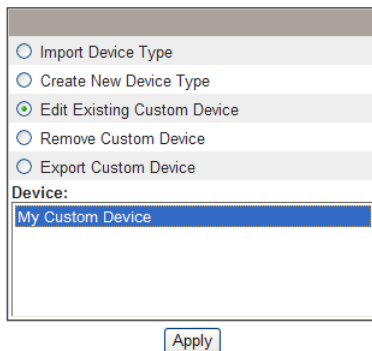 Import Device Type
Create New Device Type
Edit Existing Custom Device
Remove Custom Device
Export Custom Device
Device:
My Custom Device
Apply